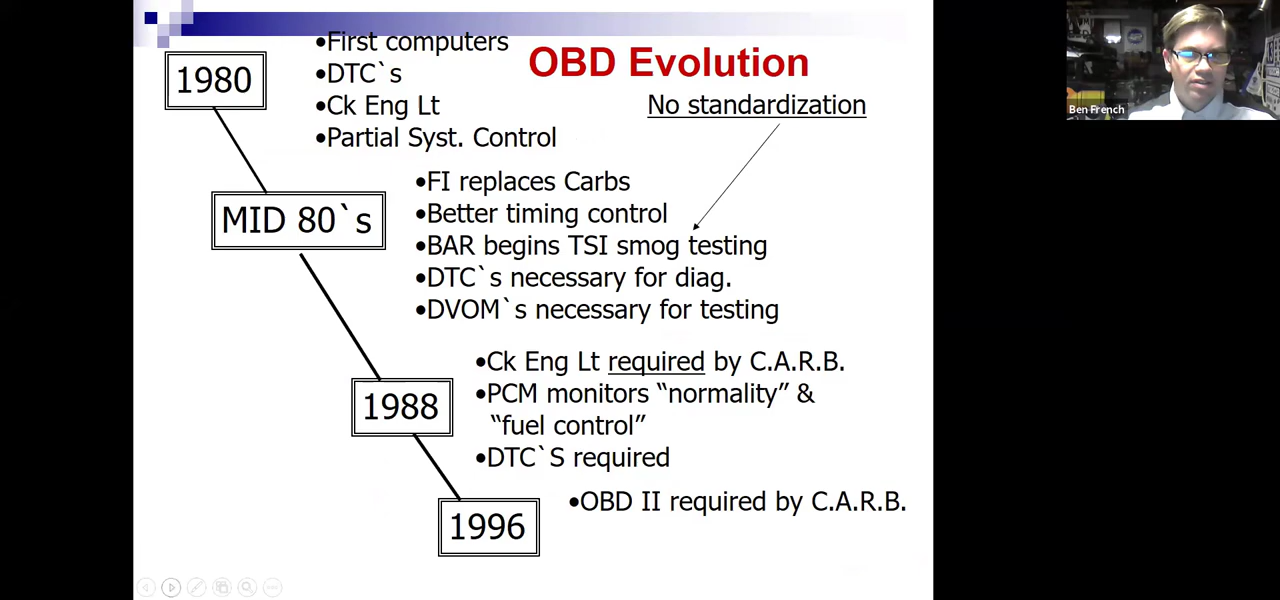 OBD Evolution
No standardization
1980
•First computers
•DTC`s
•Ck Eng Lt
•Partial Syst. Control
MID 80`s
•FI replaces Carbs
•Better timing control
•BAR begins TSI smog testing
•DTC`s necessary for diag.
•DVOM`s necessary for testing
1988
•Ck Eng Lt required by C.A.R.B.
•PCM monitors “normality” &
“fuel control”
•DTC`S required
1996
•OBD II required by C.A.R.B.
Ben French